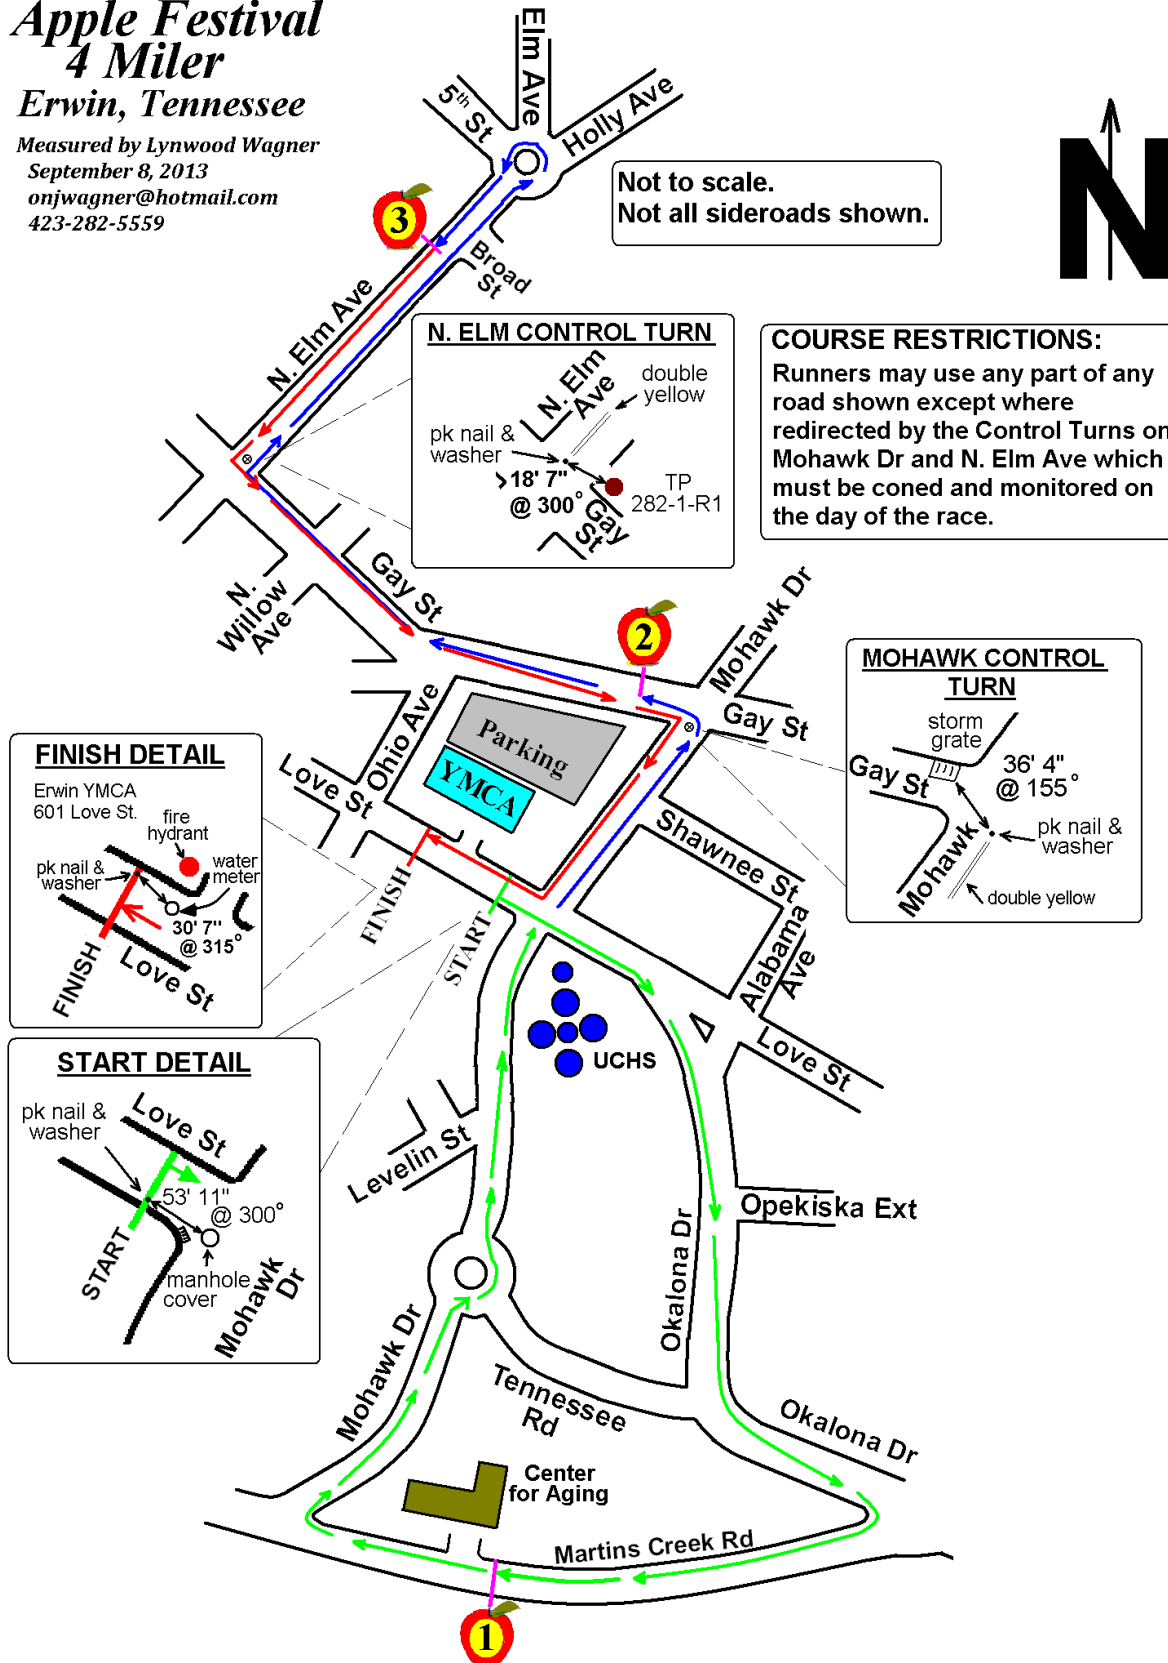 Apple Festival
4 Miler
Erwin, Tennessee
Measured by Lynwood Wagner
September 8, 2013
onjwagner@hotmail.com
423-282-5559
Elm Ave
5th St
Holly Ave
Not to scale.
Not all sideroads shown.
N
3
Broad
St
N. Elm Ave
N. ELM CONTROL TURN
N. Elm
Ave
double
yellow
pk nail &
washer
18' 7"
@ 300°
TP
282-1-R1
Gay
St
COURSE RESTRICTIONS:
Runners may use any part of any
road shown except where
redirected by the Control Turns on
Mohawk Dr and N. Elm Ave which
must be coned and monitored on
the day of the race.
N.
Willow
Ave
Gay St
2
Mohawk Dr
Gay St
MOHAWK CONTROL
TURN
storm
grate
Gay St
36' 4"
@ 155°
pk nail &
washer
Mohawk
double yellow
Ohio Ave
Parking
YMCA
Love St
Shawnee St
Alabama
Ave
FINISH
START
FINISH DETAIL
Erwin YMCA
601 Love St.
fire
hydrant
pk nail &
washer
water
meter
30' 7"
@ 315°
FINISH
Love St
UCHS
Love St
START DETAIL
pk nail &
washer
Love St
53' 11"
@ 300°
START
manhole
cover
Mohawk
Dr
Levelin St
Opekiska Ext
Okalona Dr
Mohawk Dr
Tennessee
Rd
Okalona Dr
Center
for Aging
Martins Creek Rd
1